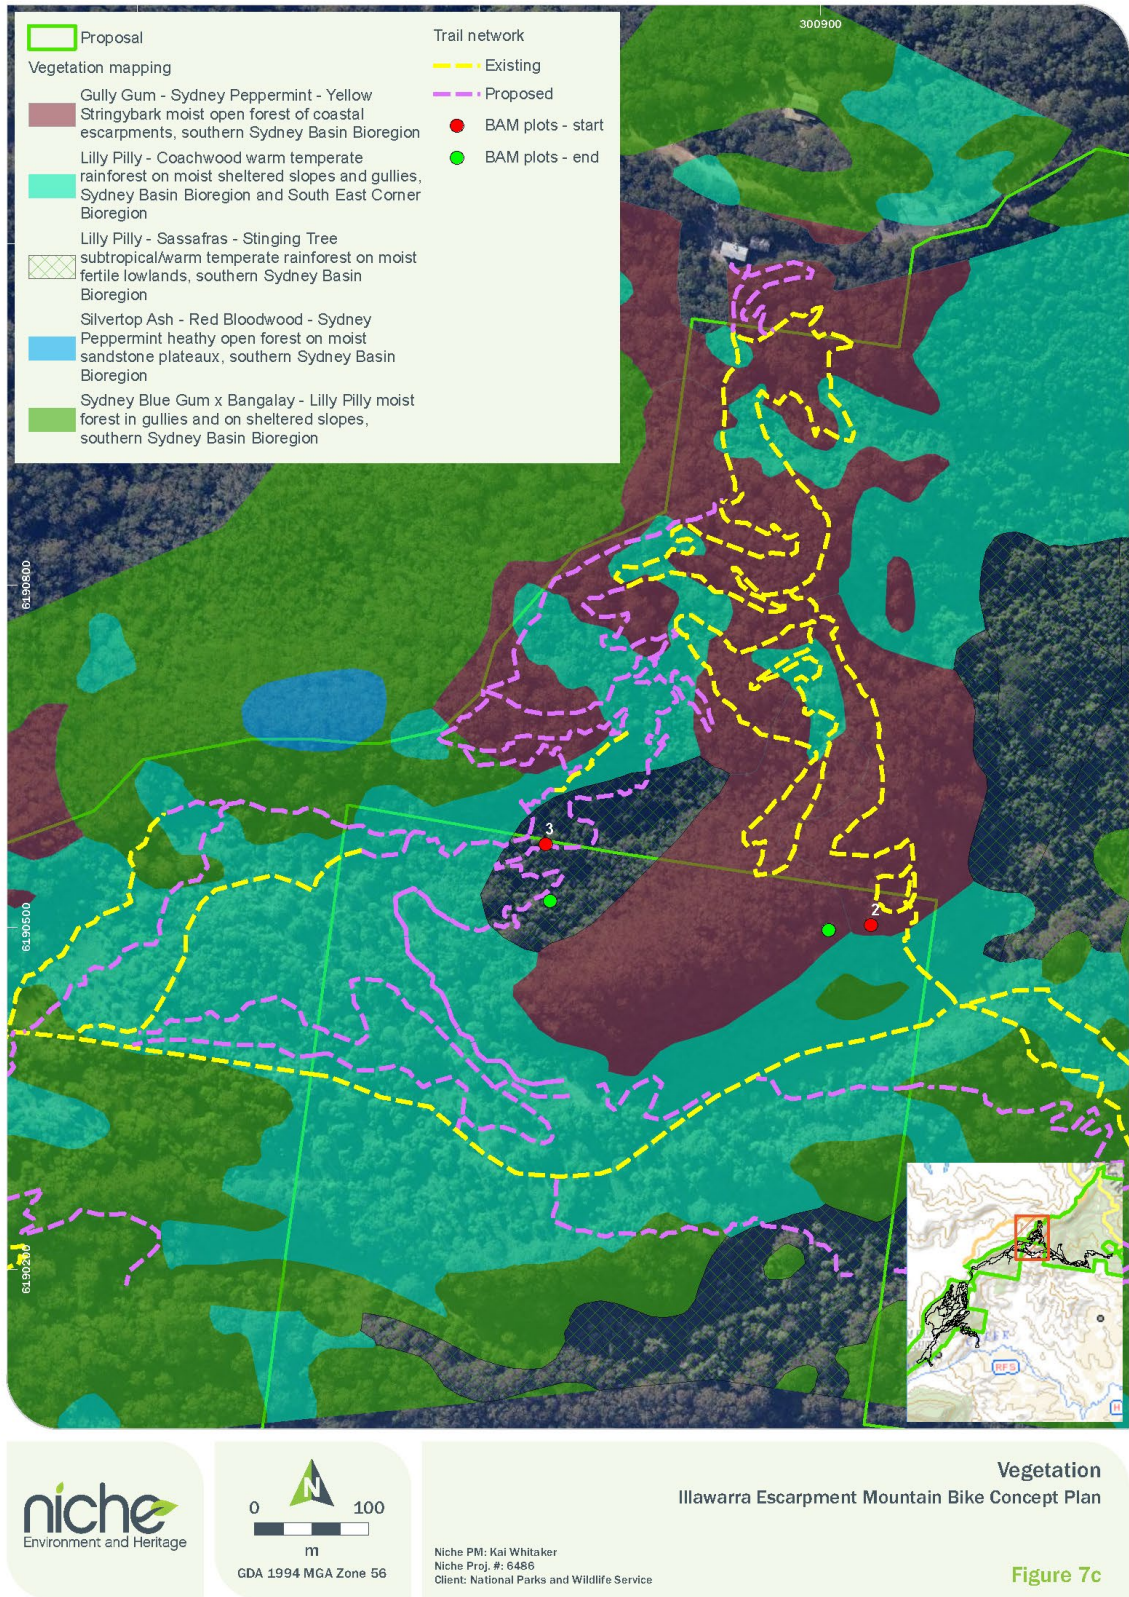 300900
Proposal
Vegetation mapping
Gully Gum - Sydney Peppermint - Yellow
Stringybark moist open forest of coastal
escarpments, southern Sydney Basin Bioregion
Lilly Pilly - Coachwood warm temperate
rainforest on moist sheltered slopes and gullies,
Sydney Basin Bioregion and South East Corner
Bioregion
Lilly Pilly - Sassafras - Stinging Tree
subtropical/warm temperate rainforest on moist
fertile lowlands, southern Sydney Basin
Bioregion
Silvertop Ash - Red Bloodwood - Sydney
Peppermint heathy open forest on moist
sandstone plateaux, southern Sydney Basin
Bioregion
Sydney Blue Gum x Bangalay - Lilly Pilly moist
forest in gullies and on sheltered slopes,
southern Sydney Basin Bioregion
Trail network
Existing
Proposed
BAM plots - start
BAM plots - end
6190800
3
2
6190500
6190200
RFS
H
niche
Environment and Heritage
N
0 100
m
GDA 1994 MGA Zone 56
Vegetation
Illawarra Escarpment Mountain Bike Concept Plan
Niche PM: Kai Whitaker
Niche Proj. #: 6486
Client: National Parks and Wildlife Service
Figure 7c